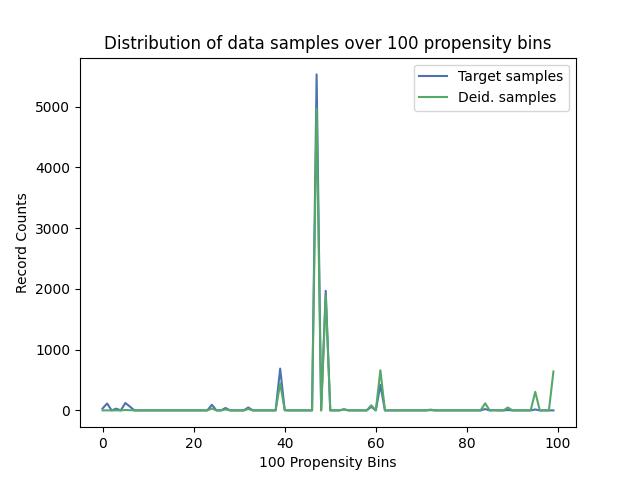 Distribution of data samples over 100 propensity bins
Target samples
Deid. samples
Record Counts
5000
4000
3000
2000
1000
0
0 20 40 60 80 100
100 Propensity Bins